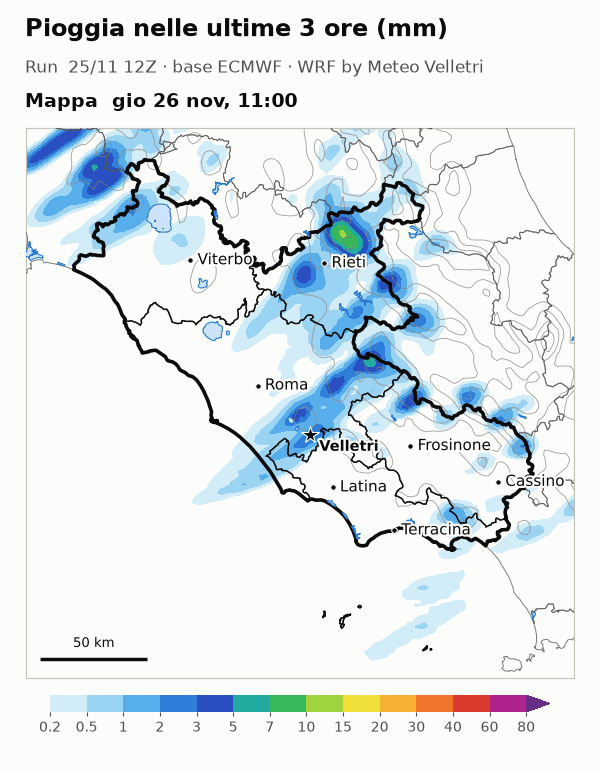 Pioggia nelle ultime 3 ore (mm)
Run  25/11 12Z · base ECMWF · WRF by Meteo Velletri
Mappa  gio 26 nov, 11:00
Viterbo
Rieti
Roma
Velletri
Frosinone
Latina
Cassino
Terracina
50 km
0.2 0.5 1 2 3 5 7 10 15 20 30 40 60 80